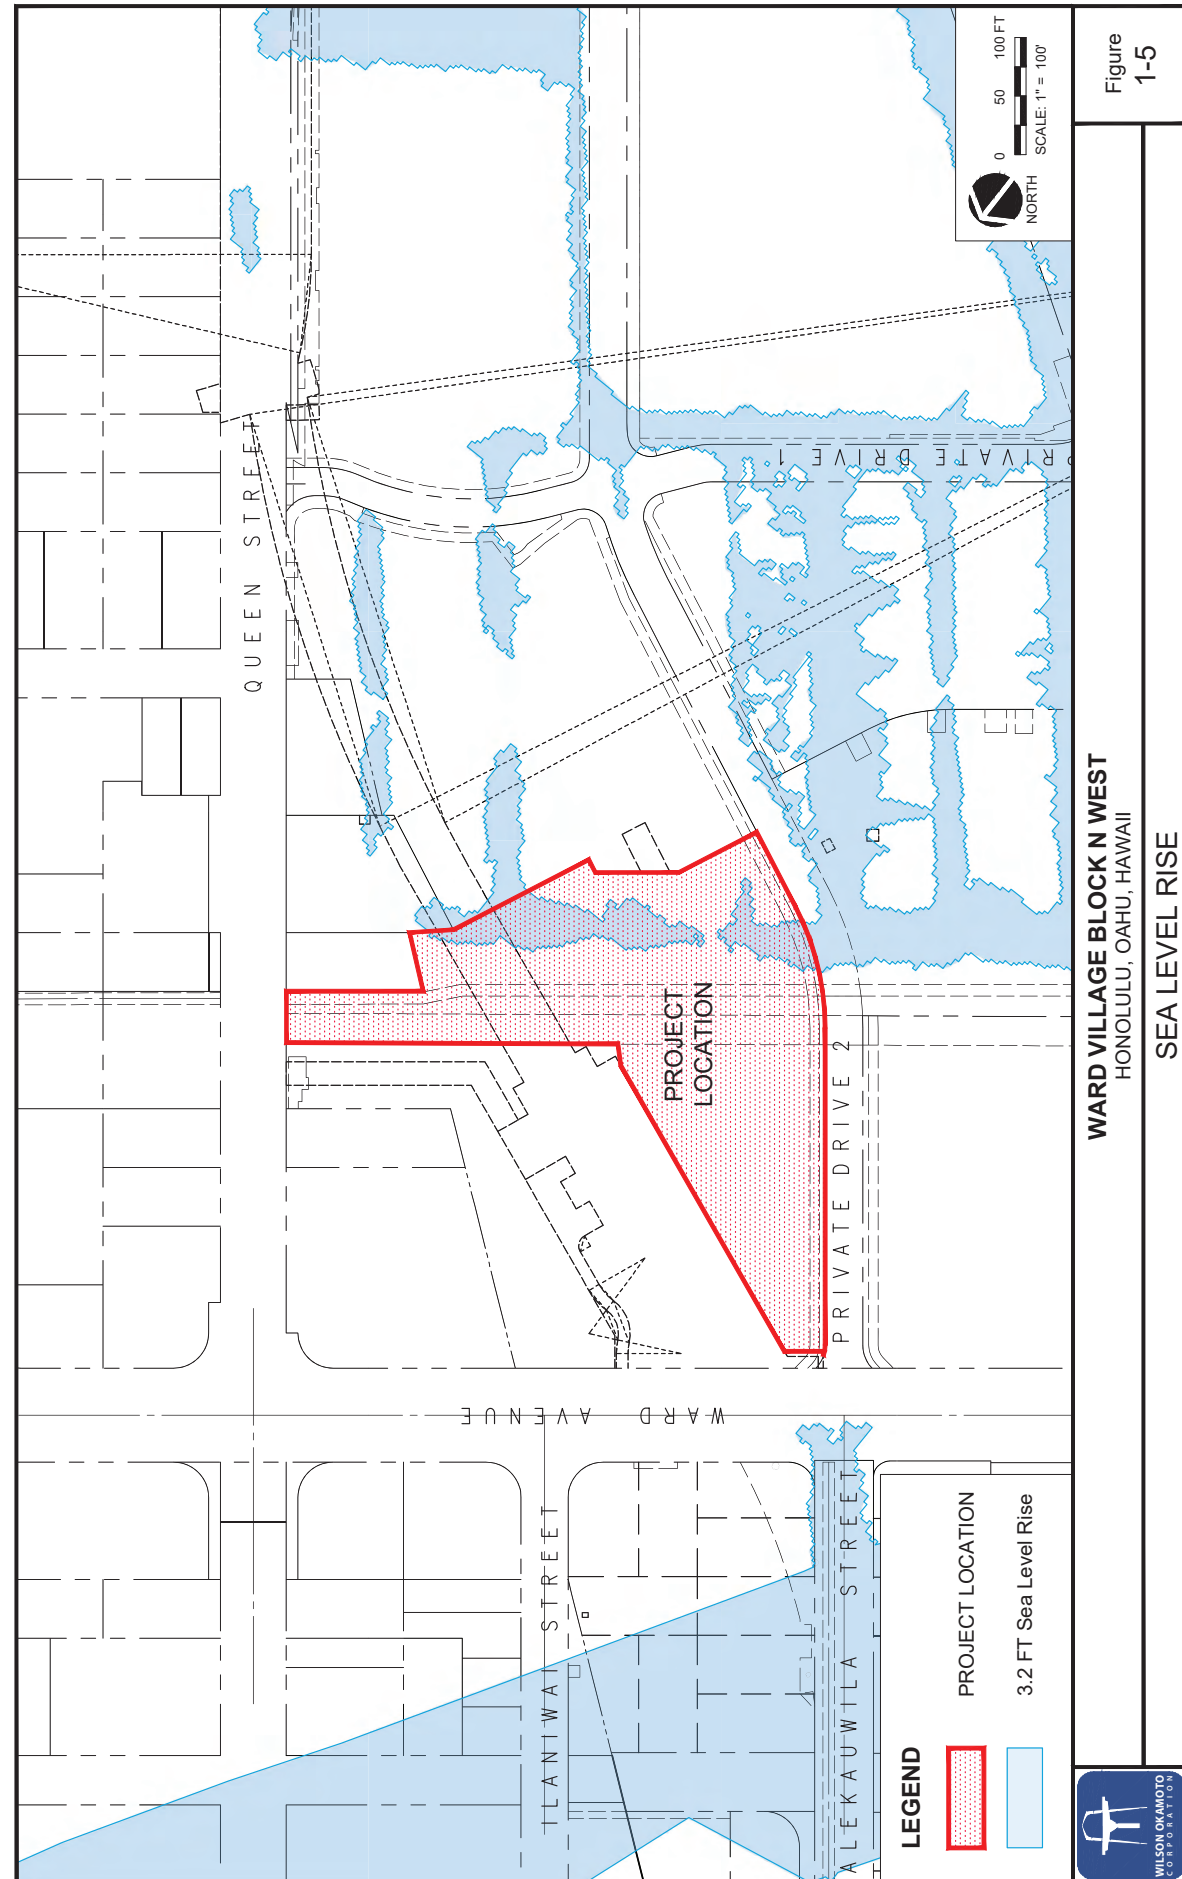 QUEEN STREET
PRIVATE DRIVE 1
PROJECT
LOCATION
PRIVATE DRIVE 2
WARD AVENUE
ILANIWAI STREET
ALEKAUWILA STREET
0 50 100 FT
SCALE: 1" = 100'
NORTH
LEGEND
PROJECT LOCATION
3.2 FT Sea Level Rise
WILSON OKAMOTO
CORPORATION
WARD VILLAGE BLOCK N WEST
HONOLULU, OAHU, HAWAII
SEA LEVEL RISE
Figure
1-5